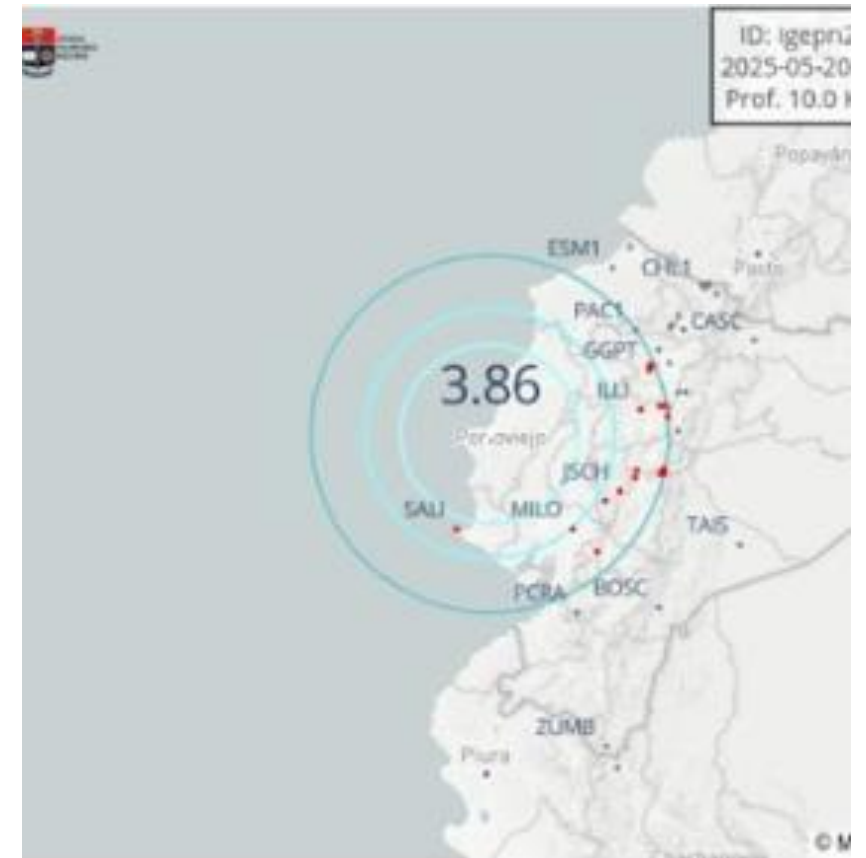 ID: igepn2
2025-05-20
Prof. 10.0 K
Popayán
ESM1
CHL1
Pasto
PAC1
CASC
GGPT
3.86
ILLI
Portoviejo
JSCH
SALI
MILO
TAIS
PCRA
BOSC
ZUMB
Piura
© M